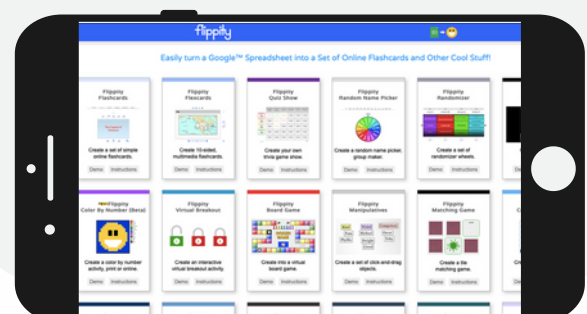 flippity
Easily turn a Google™ Spreadsheet into a Set of Online Flashcards and Other Cool Stuff!
Flippity
Flashcards
Create a set of simple
online flashcards.
Demo Instructions
Flippity
Flexcards
Create 10-sided,
multimedia flashcards.
Demo Instructions
Flippity
Quiz Show
Create your own
trivia game show.
Demo Instructions
Flippity
Random Name Picker
Create a random name picker,
group maker.
Demo Instructions
Flippity
Randomizer
Create a set of
randomizer wheels.
Demo Instructions
Flippity
Color By Number (Beta)
Create a color by number
activity, print or online.
Demo Instructions
Flippity
Virtual Breakout
Create an interactive
virtual breakout activity.
Demo Instructions
Flippity
Board Game
Create into a virtual
board game.
Demo Instructions
Flippity
Manipulatives
Create a set of click-and-drag
objects.
Demo Instructions
Flippity
Matching Game
Create a tile
matching game.
Demo Instructions